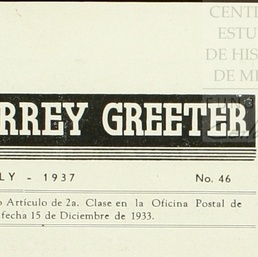 CENT
ESTU
DE HIS
DE M
RREY GREETER
LY - 1937 No. 46
o Artículo de 2a. Clase en la Oficina Postal de
fecha 15 de Diciembre de 1933.